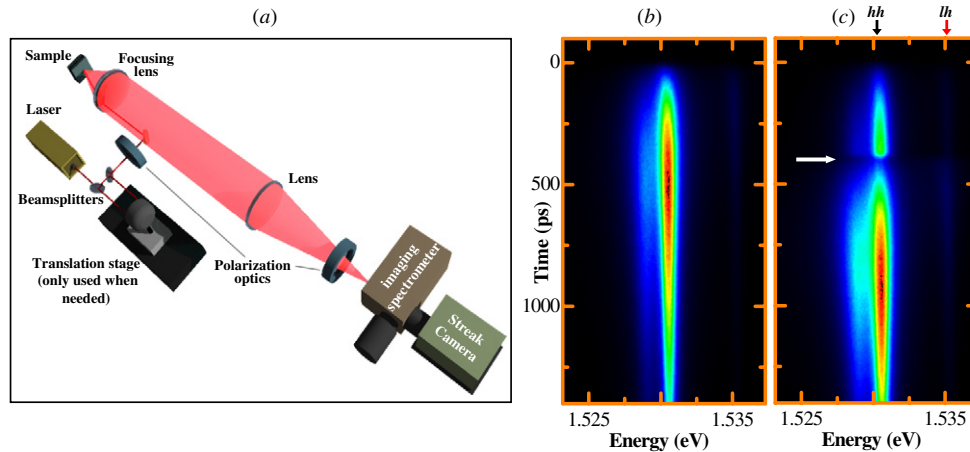 (a)
Sample
Focusing
lens
Laser
Beamsplitters
Lens
Translation stage
(only used when
needed)
Polarization
optics
imaging
spectrometer
Streak
Camera
(b)
(c)
hh
lh
0
500
1000
Time (ps)
1.525
1.535
1.525
1.535
Energy (eV)
Energy (eV)